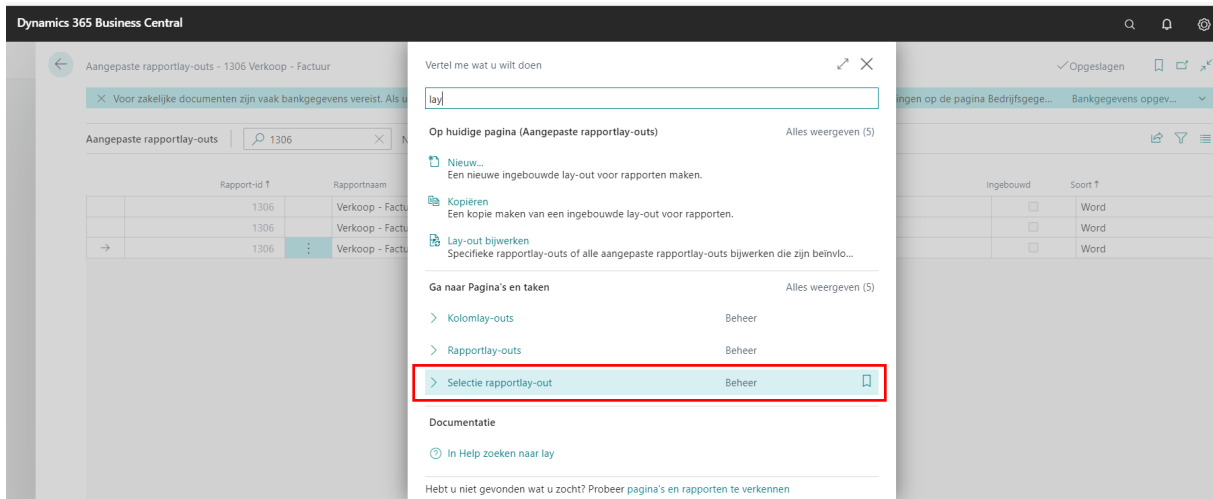 Dynamics 365 Business Central
Aangepaste rapportlay-outs - 1306 Verkoop - Factuur
Opgeslagen
Voor zakelijke documenten zijn vaak bankgegevens vereist. Als u
ingen op de pagina Bedrijfsgege...
Bankgegevens opgev...
Aangepaste rapportlay-outs
1306
N
Rapport-id ↑
Rapportnaam
Ingebouwd
Soort ↑
1306
Verkoop - Factu
Word
1306
Verkoop - Factu
Word
1306
Verkoop - Factu
Word
Vertel me wat u wilt doen
lay
Op huidige pagina (Aangepaste rapportlay-outs)
Alles weergeven (5)
Nieuw...
Een nieuwe ingebouwde lay-out voor rapporten maken.
Kopiëren
Een kopie maken van een ingebouwde lay-out voor rapporten.
Lay-out bijwerken
Specifieke rapportlay-outs of alle aangepaste rapportlay-outs bijwerken die zijn beïnvlo...
Ga naar Pagina's en taken
Alles weergeven (5)
Kolomlay-outs
Beheer
Rapportlay-outs
Beheer
Selectie rapportlay-out
Beheer
Documentatie
In Help zoeken naar lay
Hebt u niet gevonden wat u zocht? Probeer pagina's en rapporten te verkennen